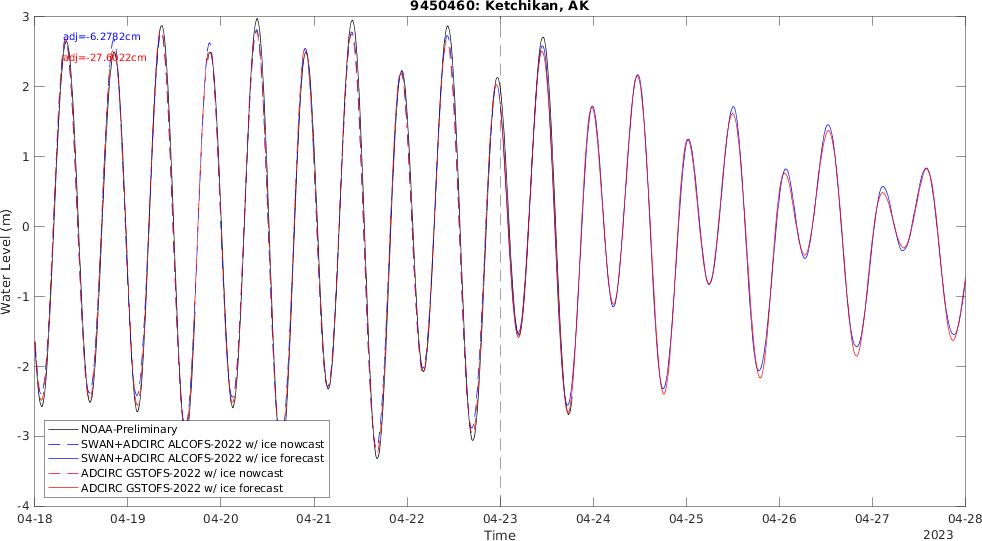 9450460: Ketchikan, AK
adj=-6.2782cm
adj=-27.6022cm
Water Level (m)
3
2
1
0
-1
-2
-3
-4
NOAA-Preliminary
SWAN+ADCIRC ALCOFS-2022 w/ ice nowcast
SWAN+ADCIRC ALCOFS-2022 w/ ice forecast
ADCIRC GSTOFS-2022 w/ ice nowcast
ADCIRC GSTOFS-2022 w/ ice forecast
04-18 04-19 04-20 04-21 04-22 04-23 04-24 04-25 04-26 04-27 04-28
Time
2023